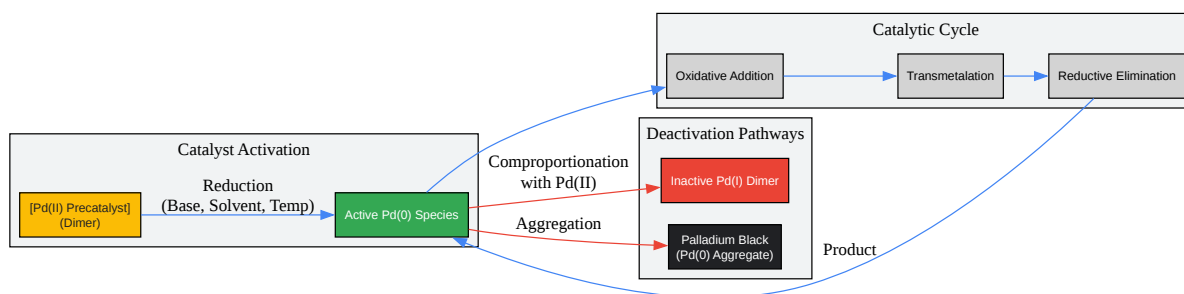 Catalytic Cycle
Oxidative Addition
Transmetalation
Reductive Elimination
Deactivation Pathways
Catalyst Activation
Comproportionation
with Pd(II)
Inactive Pd(I) Dimer
Reduction
(Base, Solvent, Temp)
[Pd(II) Precatalyst]
(Dimer)
Active Pd(0) Species
Aggregation
Palladium Black
(Pd(0) Aggregate)
Product